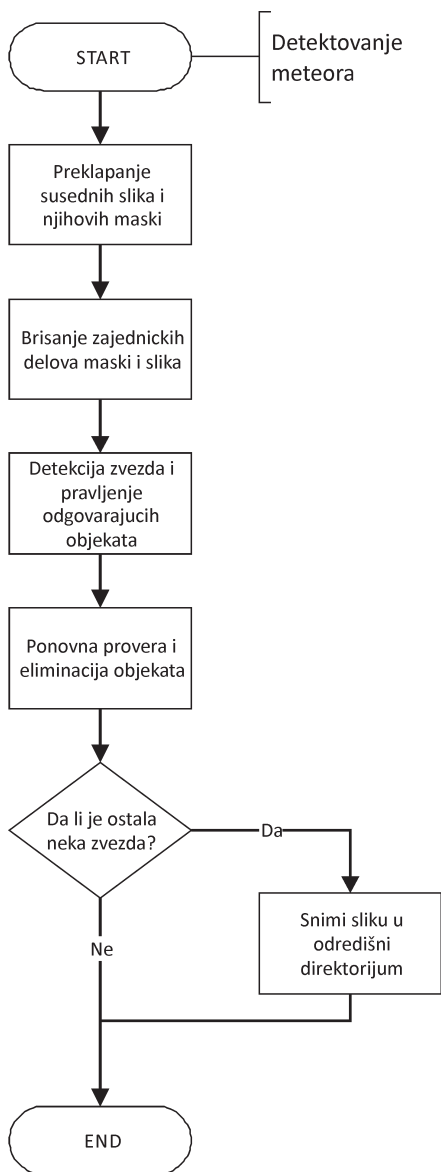 START
Detektovanje
meteora
Preklapanje
susednih slika i
njihovih maski
Brisanje zajednickih
delova maski i slika
Detekcija zvezda i
pravljenje
odgovarajucih
objekata
Ponovna provera i
eliminacija objekata
Da li je ostala
neka zvezda?
Da
Snimi sliku u
odredišni
direktorijum
Ne
END